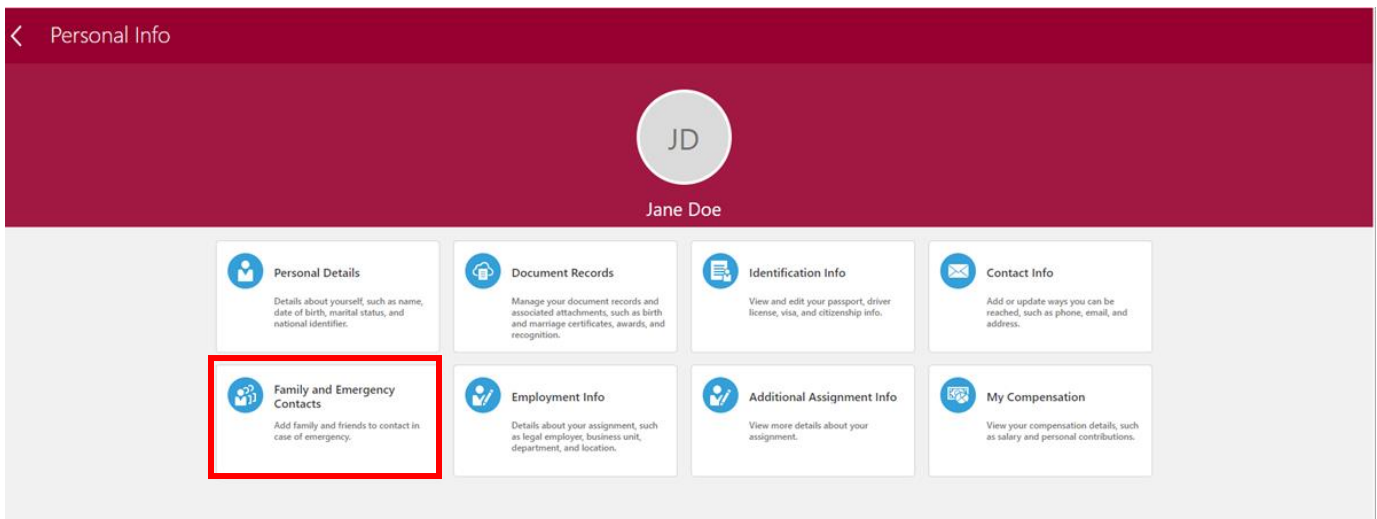 Personal Info
JD
Jane Doe
Personal Details
Details about yourself, such as name,
date of birth, marital status, and
national identifier.
Document Records
Manage your document records and
associated attachments, such as birth
and marriage certificates, awards, and
recognition.
Identification Info
View and edit your passport, driver
license, visa, and citizenship info.
Contact Info
Add or update ways you can be
reached, such as phone, email, and
address.
Family and Emergency
Contacts
Add family and friends to contact in
case of emergency.
Employment Info
Details about your assignment, such
as legal employer, business unit,
department, and location.
Additional Assignment Info
View more details about your
assignment.
My Compensation
View your compensation details, such
as salary and personal contributions.